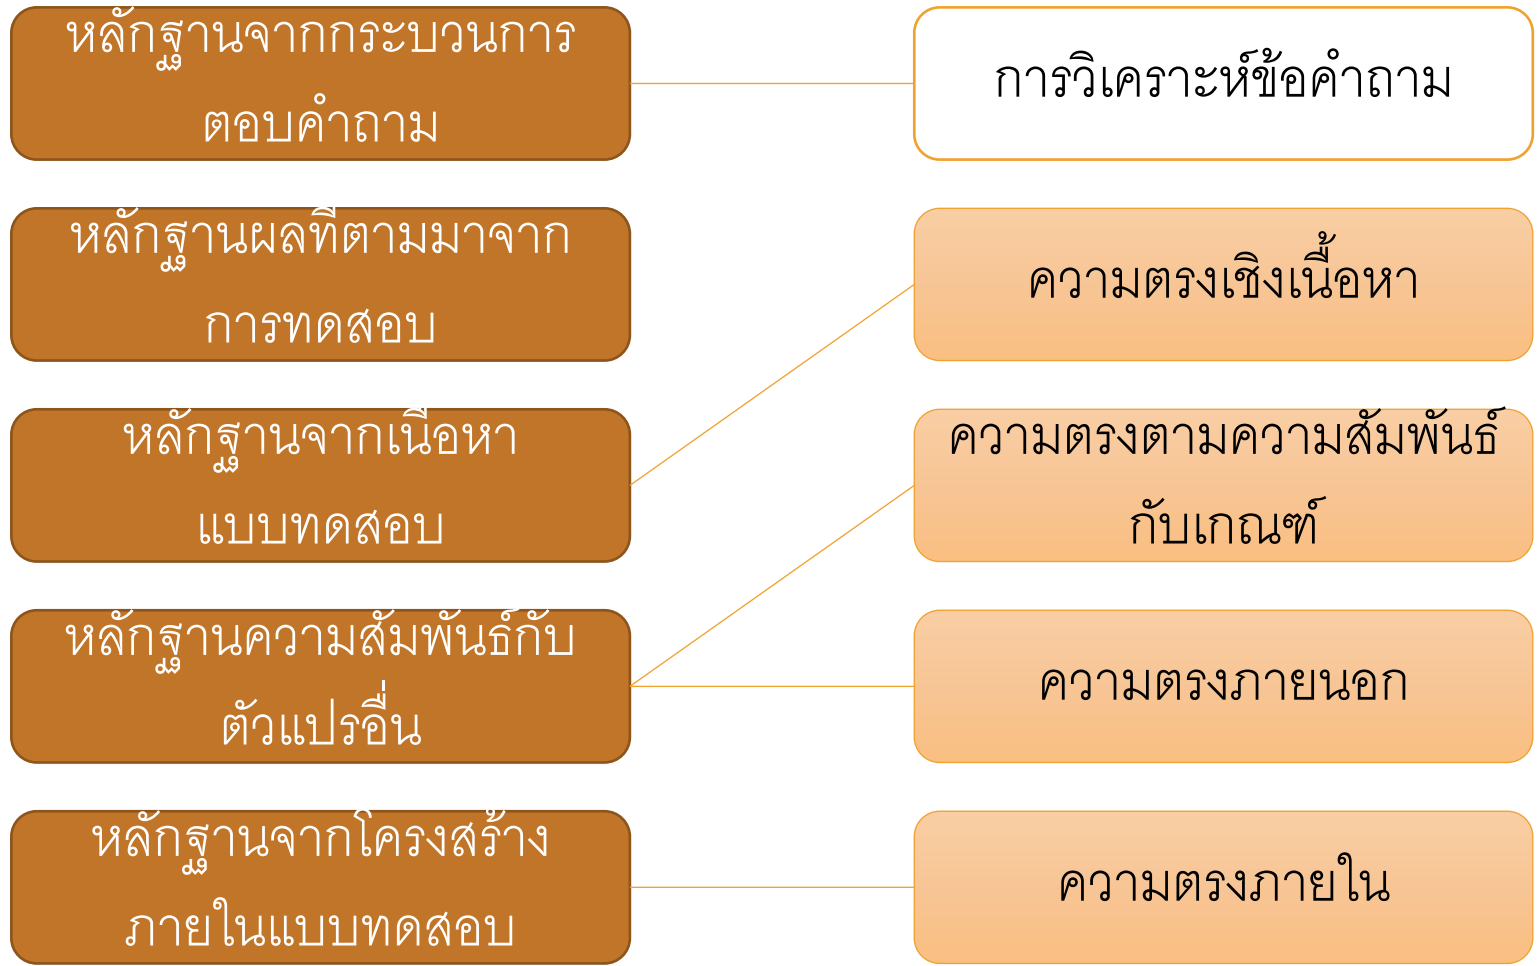 หลักฐานจากกระบวนการ
ตอบคำถาม
การวิเคราะห์ข้อคำถาม
หลักฐานผลที่ตามมาจาก
การทดสอบ
ความตรงเชิงเนื้อหา
หลักฐานจากเนื้อหา
แบบทดสอบ
ความตรงตามความสัมพันธ์
กับเกณฑ์
หลักฐานความสัมพันธ์กับ
ตัวแปรอื่น
ความตรงภายนอก
หลักฐานจากโครงสร้าง
ภายในแบบทดสอบ
ความตรงภายใน